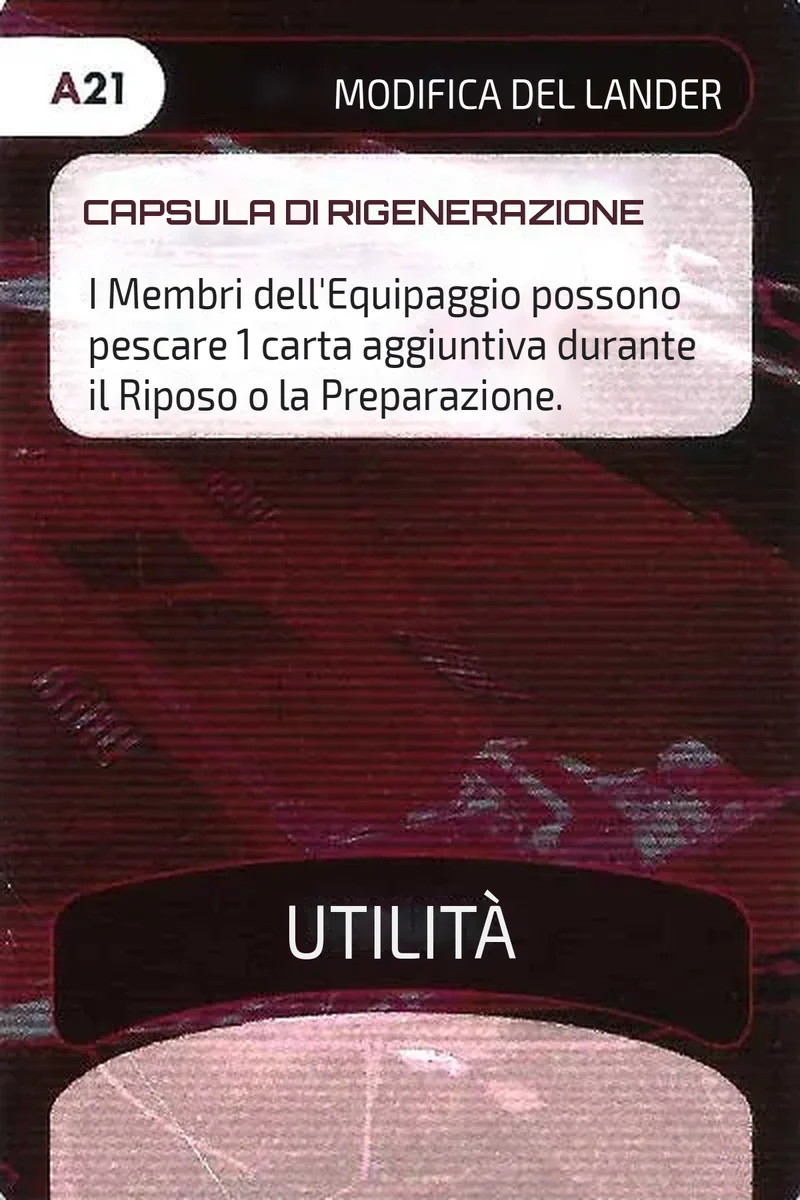 A21
MODIFICA DEL LANDER
CAPSULA DI RIGENERAZIONE
I Membri dell'Equipaggio possono
pescare 1 carta aggiuntiva durante
il Riposo o la Preparazione.
UTILITÀ